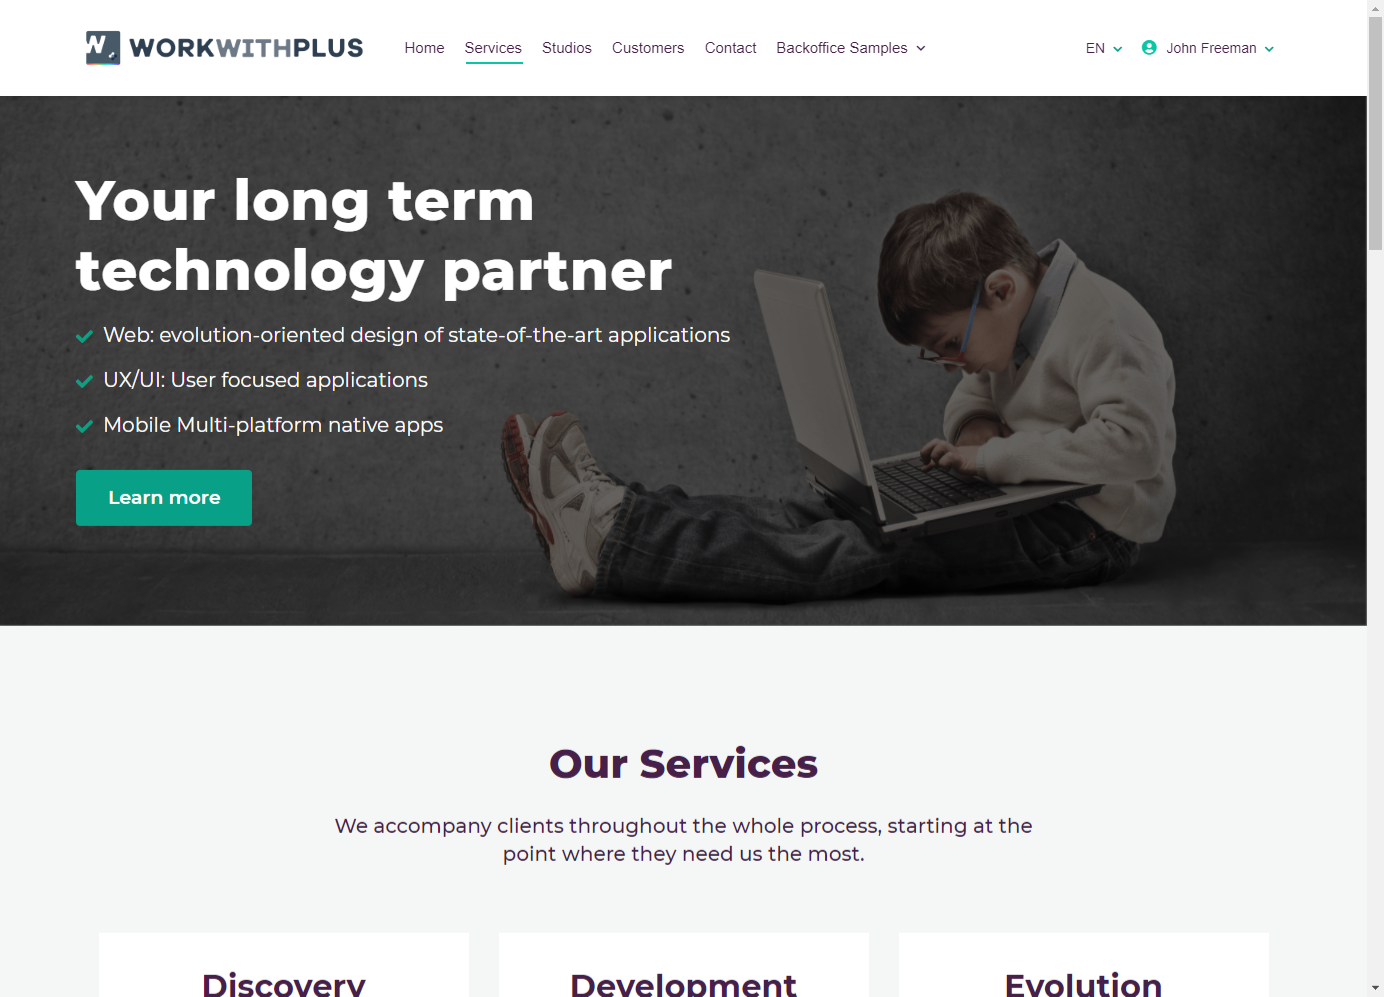 WORKWITHPLUS
Home Services Studios Customers Contact Backoffice Samples EN John Freeman
Your long term
technology partner
Web: evolution-oriented design of state-of-the-art applications
UX/UI: User focused applications
Mobile Multi-platform native apps
Learn more
Our Services
We accompany clients throughout the whole process, starting at the
point where they need us the most.
Discovery Development Evolution